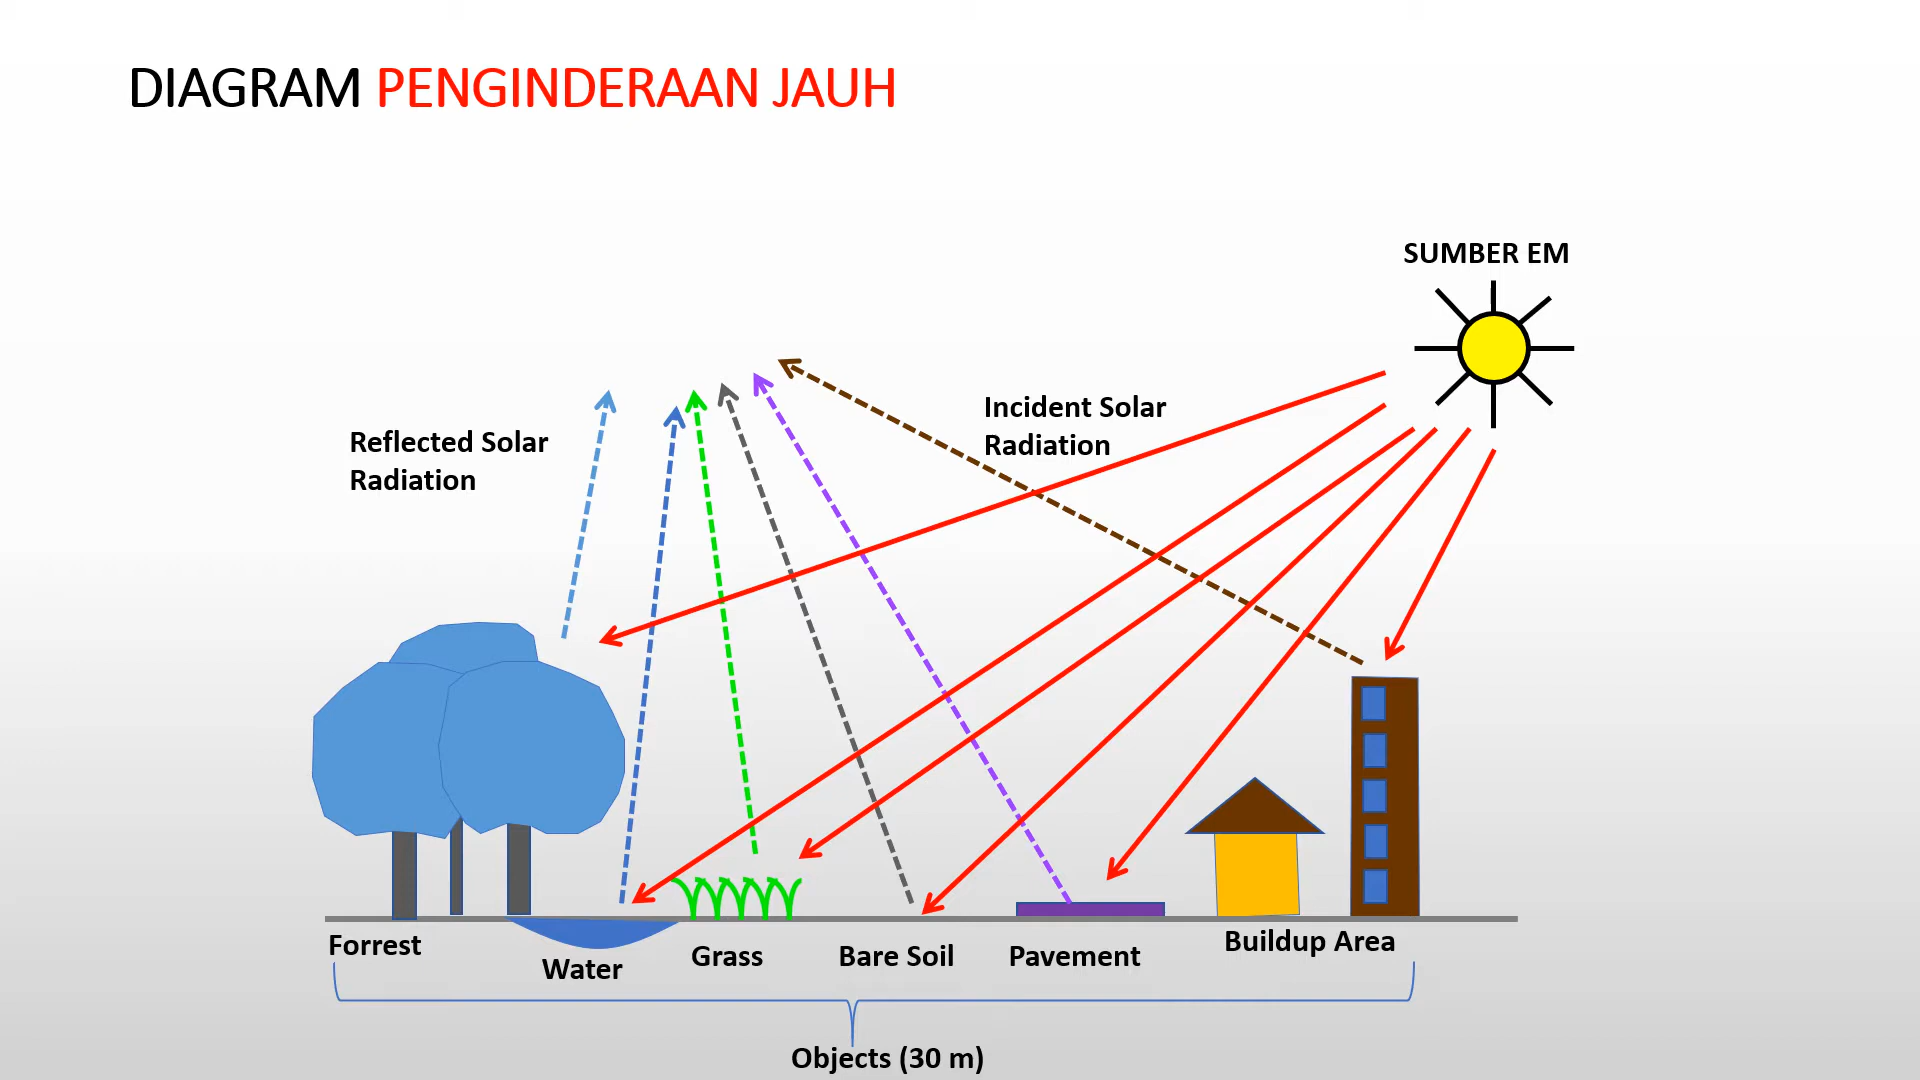 DIAGRAM PENGINDERAAN JAUH
SUMBER EM
Incident Solar
Radiation
Reflected Solar
Radiation
Forrest
Water
Grass
Bare Soil
Pavement
Buildup Area
Objects (30 m)